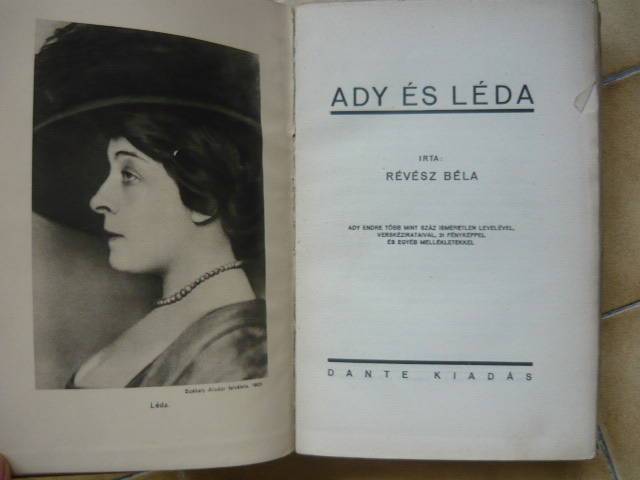 Székely Aladár felvétele, 1907
Léda.
ADY ÉS LÉDA
IRTA:
RÉVÉSZ BÉLA
ADY ENDRE TÖBB MINT SZÁZ ISMERETLEN LEVELÉVEL,
VERSKÉZIRATAIVAL, 21 FÉNYKÉPPEL
ÉS EGYÉB MELLÉKLETEKKEL
DANTE KIADÁS